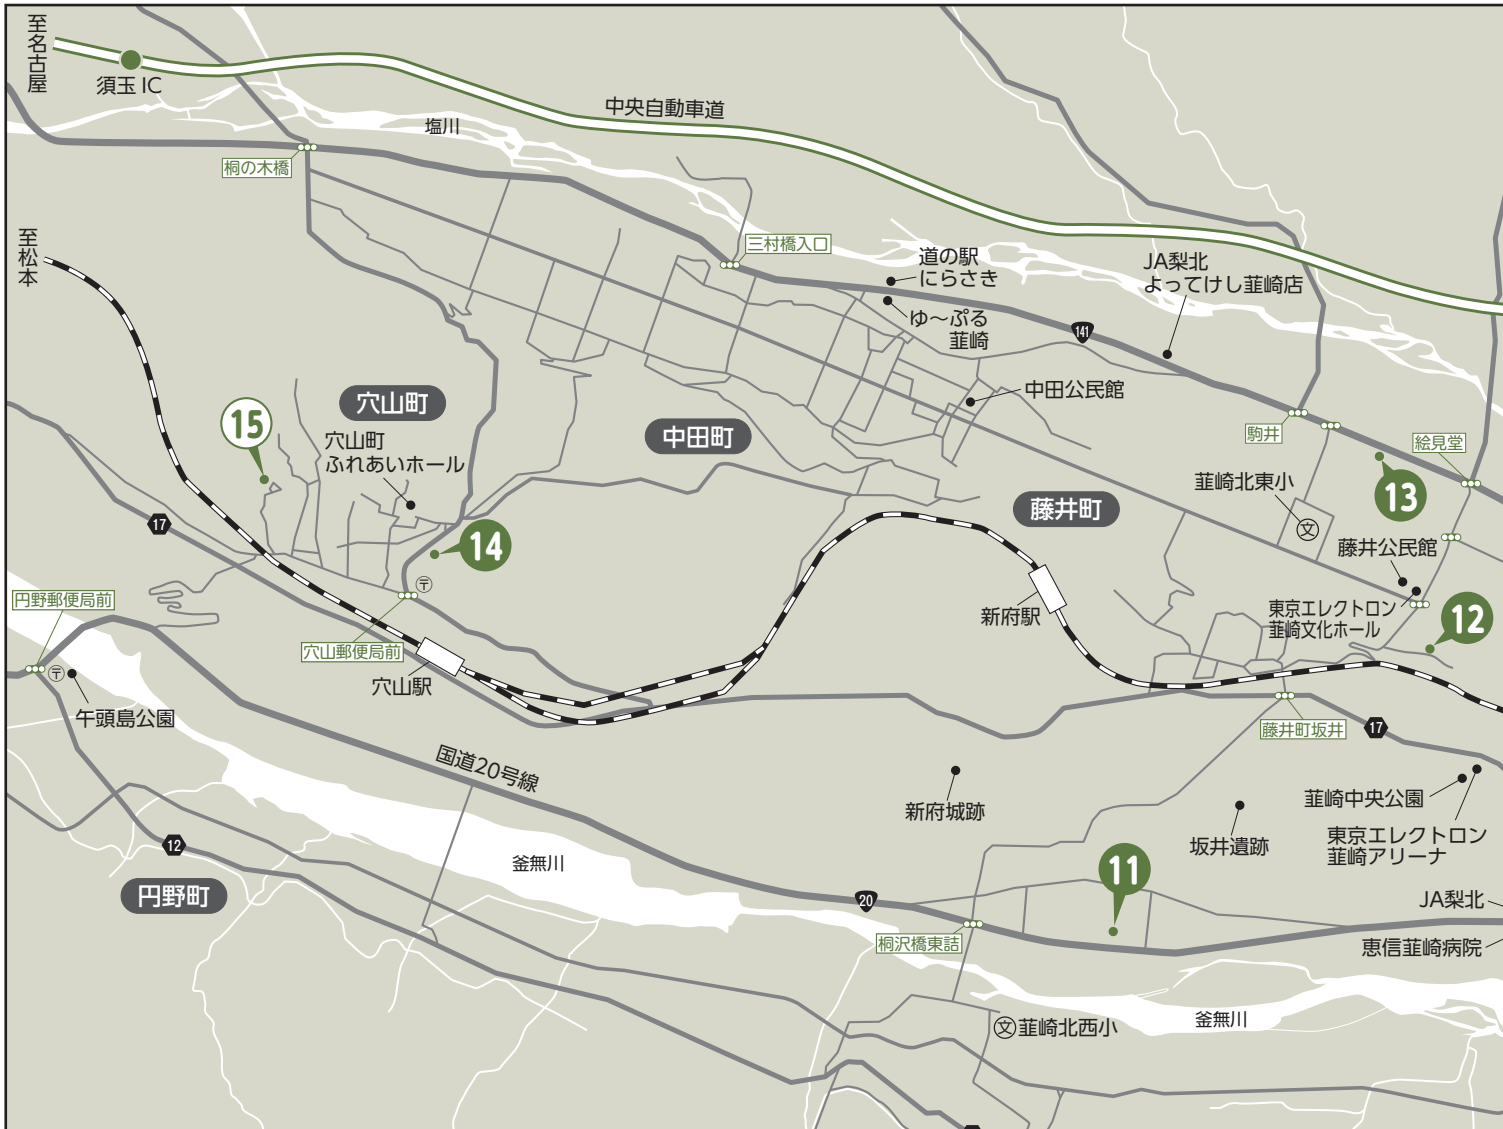 至名古屋
須玉 IC
中央自動車道
塩川
桐の木橋
至松本
三村橋入口
道の駅
にらさき
JA梨北
よってけし韮崎店
ゆ～ぷる
韮崎
141
中田公民館
穴山町
15
穴山町
ふれあいホール
中田町
駒井
絵見堂
13
韮崎北東小
文
藤井町
17
14
藤井公民館
円野郵便局前
〒
新府駅
東京エレクトロン
韮崎文化ホール
12
穴山郵便局前
〒
穴山駅
午頭島公園
藤井町坂井
17
国道20号線
新府城跡
韮崎中央公園
坂井遺跡
東京エレクトロン
韮崎アリーナ
12
釜無川
11
円野町
20
JA梨北
桐沢橋東詰
恵信韮崎病院
文 韮崎北西小
釜無川